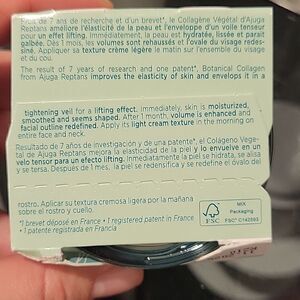 Fruit de 7 ans de recherche et d'un brevet*, le Collagène Végétal d'Ajuga
Reptans améliore l'élasticité de la peau et l'enveloppe d'un voile tenseur
pour un effet lifting. Immédiatement, la peau est hydratée, lissée et paraît
galbée. Dès 1 mois, les volumes sont rehaussés et l'ovale du visage redes-
siné. Appliquez sa texture crème légère le matin sur l'ensemble du visage
et du cou.
The result of 7 years of research and one patent*, Botanical Collagen
from Ajuga Reptans improves the elasticity of skin and envelops it in a
tightening veil for a lifting effect. Immediately, skin is moisturized,
smoothed and seems shaped. After 1 month, volume is enhanced and
facial outline redefined. Apply its light cream texture in the morning on
entire face and neck.
Resultado de 7 años de investigación y de una patente*, el Colágeno Vege-
tal de Ajuga Reptans mejora la elasticidad de la piel y lo envuelve en un
velo tensor para un efecto lifting. Inmediatamente la piel se hidrata, se alisa
y se tersa. Después de 1 mes, la piel se redensifica y se redefine el óvalo del
rostro. Aplicar su textura cremosa ligera por la mañana
sobre el rostro y cuello.
*1 brevet déposé en France • 1 registered patent in France
• 1 patente registrada en Francia
FSC
MIX
Packaging
FSC® C142593